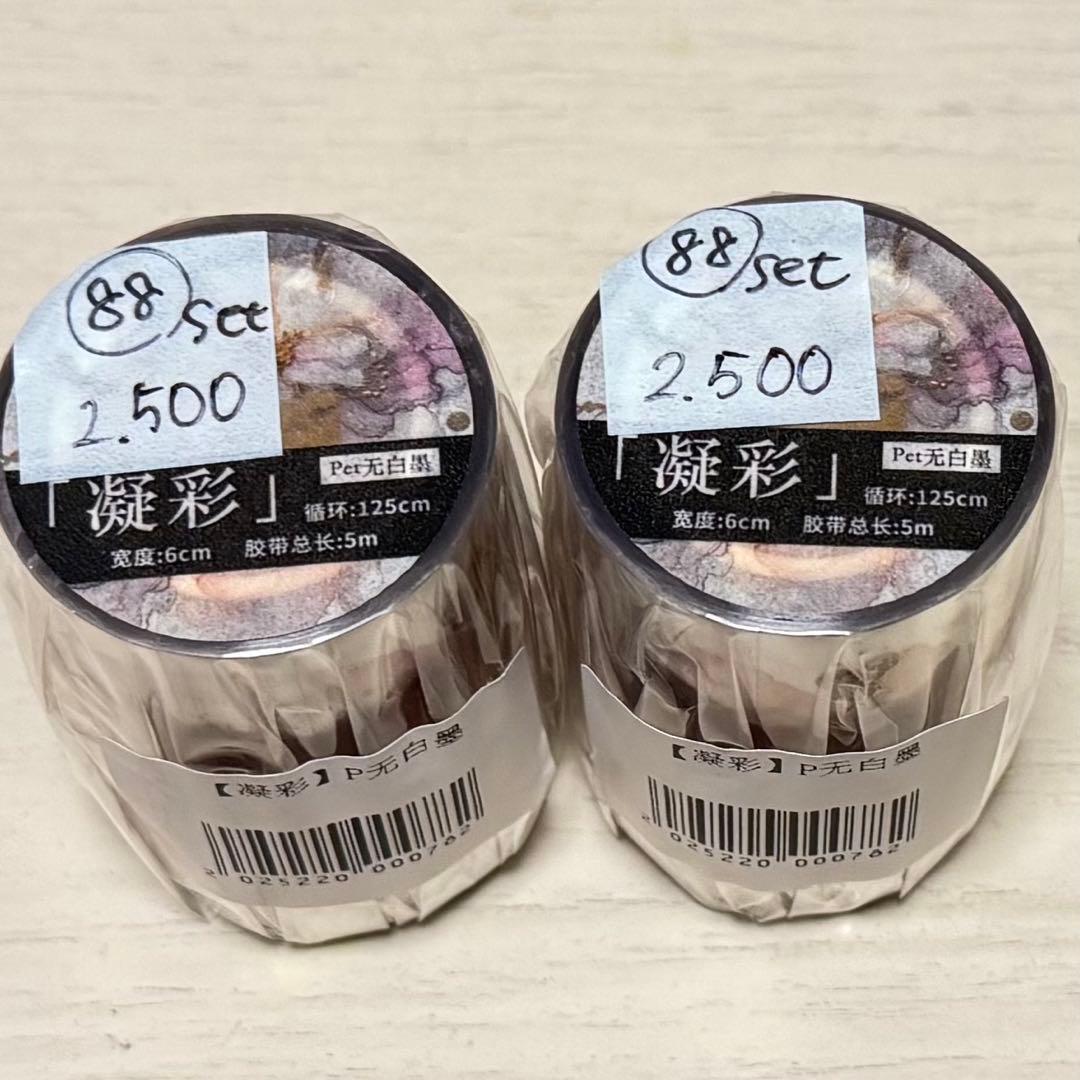 88 set
2.500
Pet无白墨
「凝彩」
循环:125cm
宽度:6cm 胶带总长:5m
【凝彩】P无白墨
2 025220 000762
88 set
2.500
Pet无白墨
「凝彩」
循环:125cm
宽度:6cm 胶带总长:5m
【凝彩】P无白墨
2 025220 000762